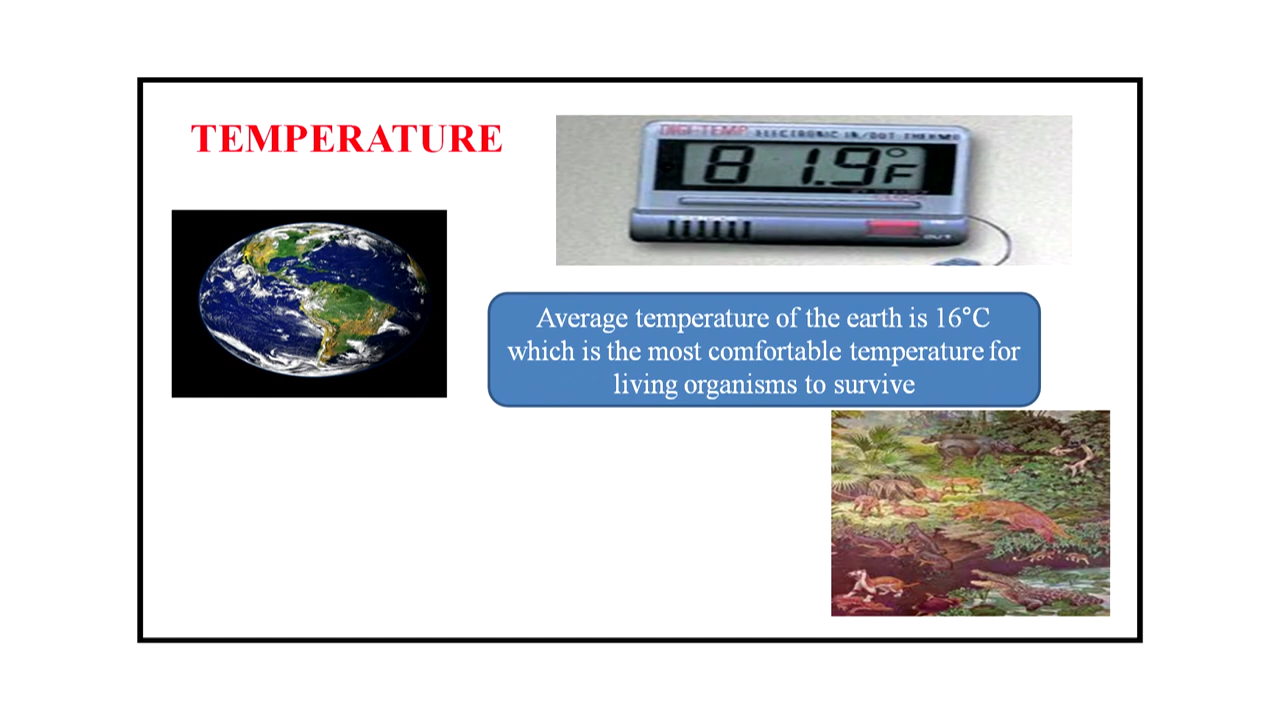 TEMPERATURE
DIGI-TEMP ELECTRONIC IN/OUT THERMO
81.9°F
OUT
Average temperature of the earth is 16°C
which is the most comfortable temperature for
living organisms to survive